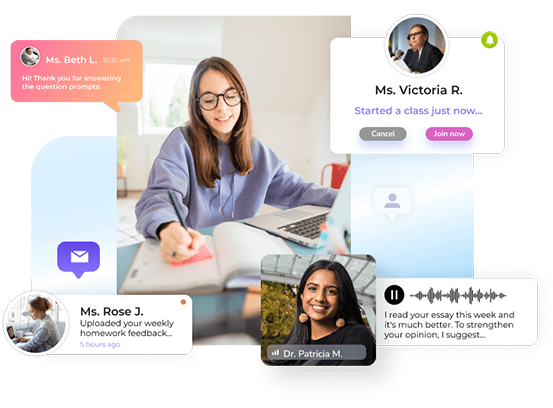 Ms. Beth L. 10:30 am
Hi! Thank you for answering
the question prompts.
Ms. Victoria R.
Started a class just now...
Cancel
Join now
Ms. Rose J.
Uploaded your weekly
homework feedback...
5 hours ago
Dr. Patricia M.
I read your essay this week and
it's much better. To strengthen
your opinion, I suggest...